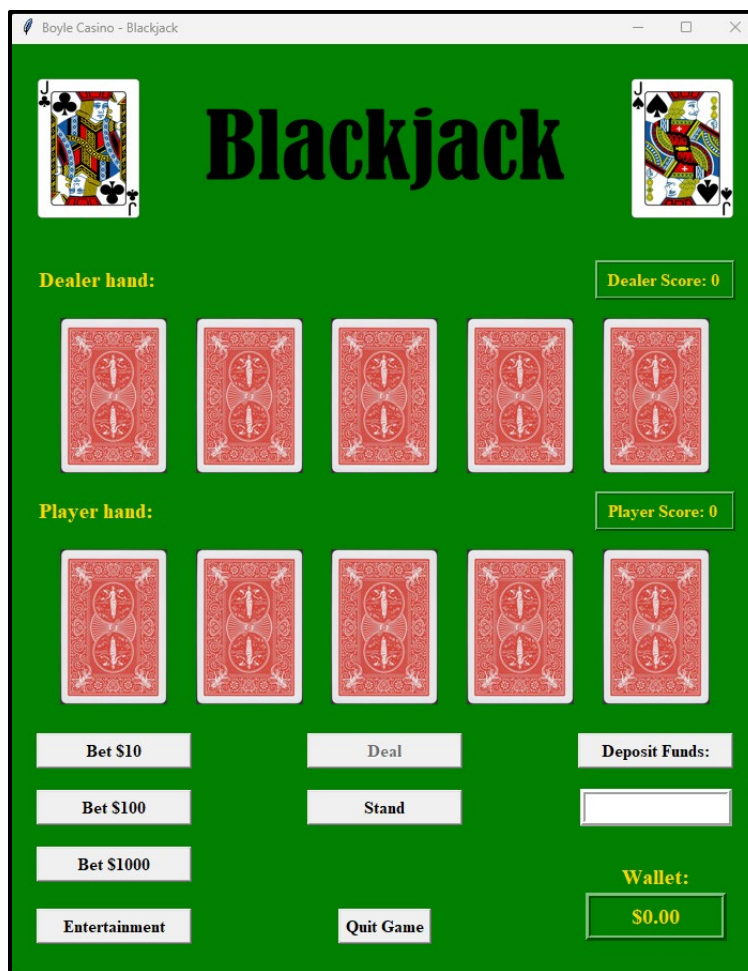 Boyle Casino - Blackjack
J
Blackjack
J
J
J
Dealer hand:
Dealer Score: 0
Player hand:
Player Score: 0
Bet $10
Deal
Deposit Funds:
Bet $100
Stand
Bet $1000
Wallet:
Entertainment
Quit Game
$0.00